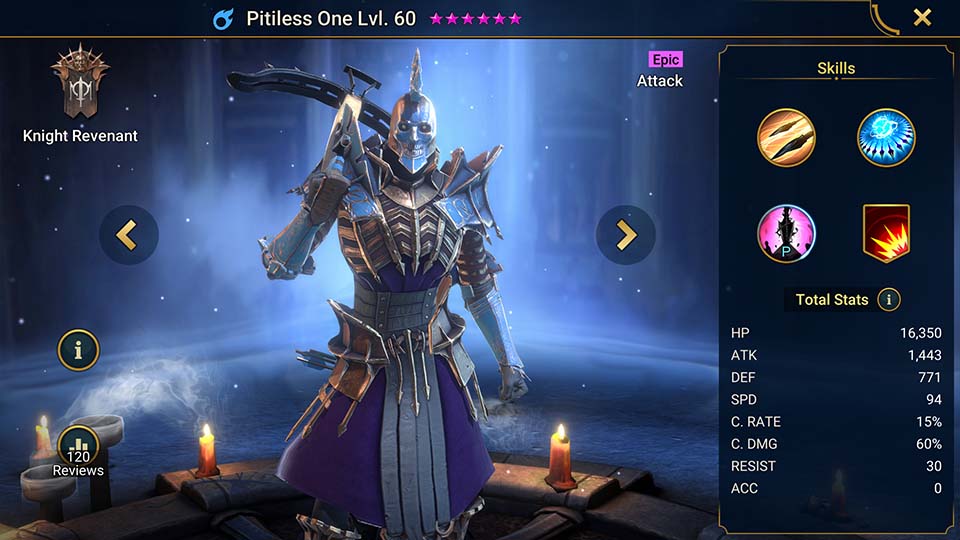 Pitiless One Lvl. 60
Epic
Attack
Knight Revenant
Skills
P
Total Stats
HP 16,350
ATK 1,443
DEF 771
SPD 94
C. RATE 15%
C. DMG 60%
RESIST 30
ACC 0
120
Reviews